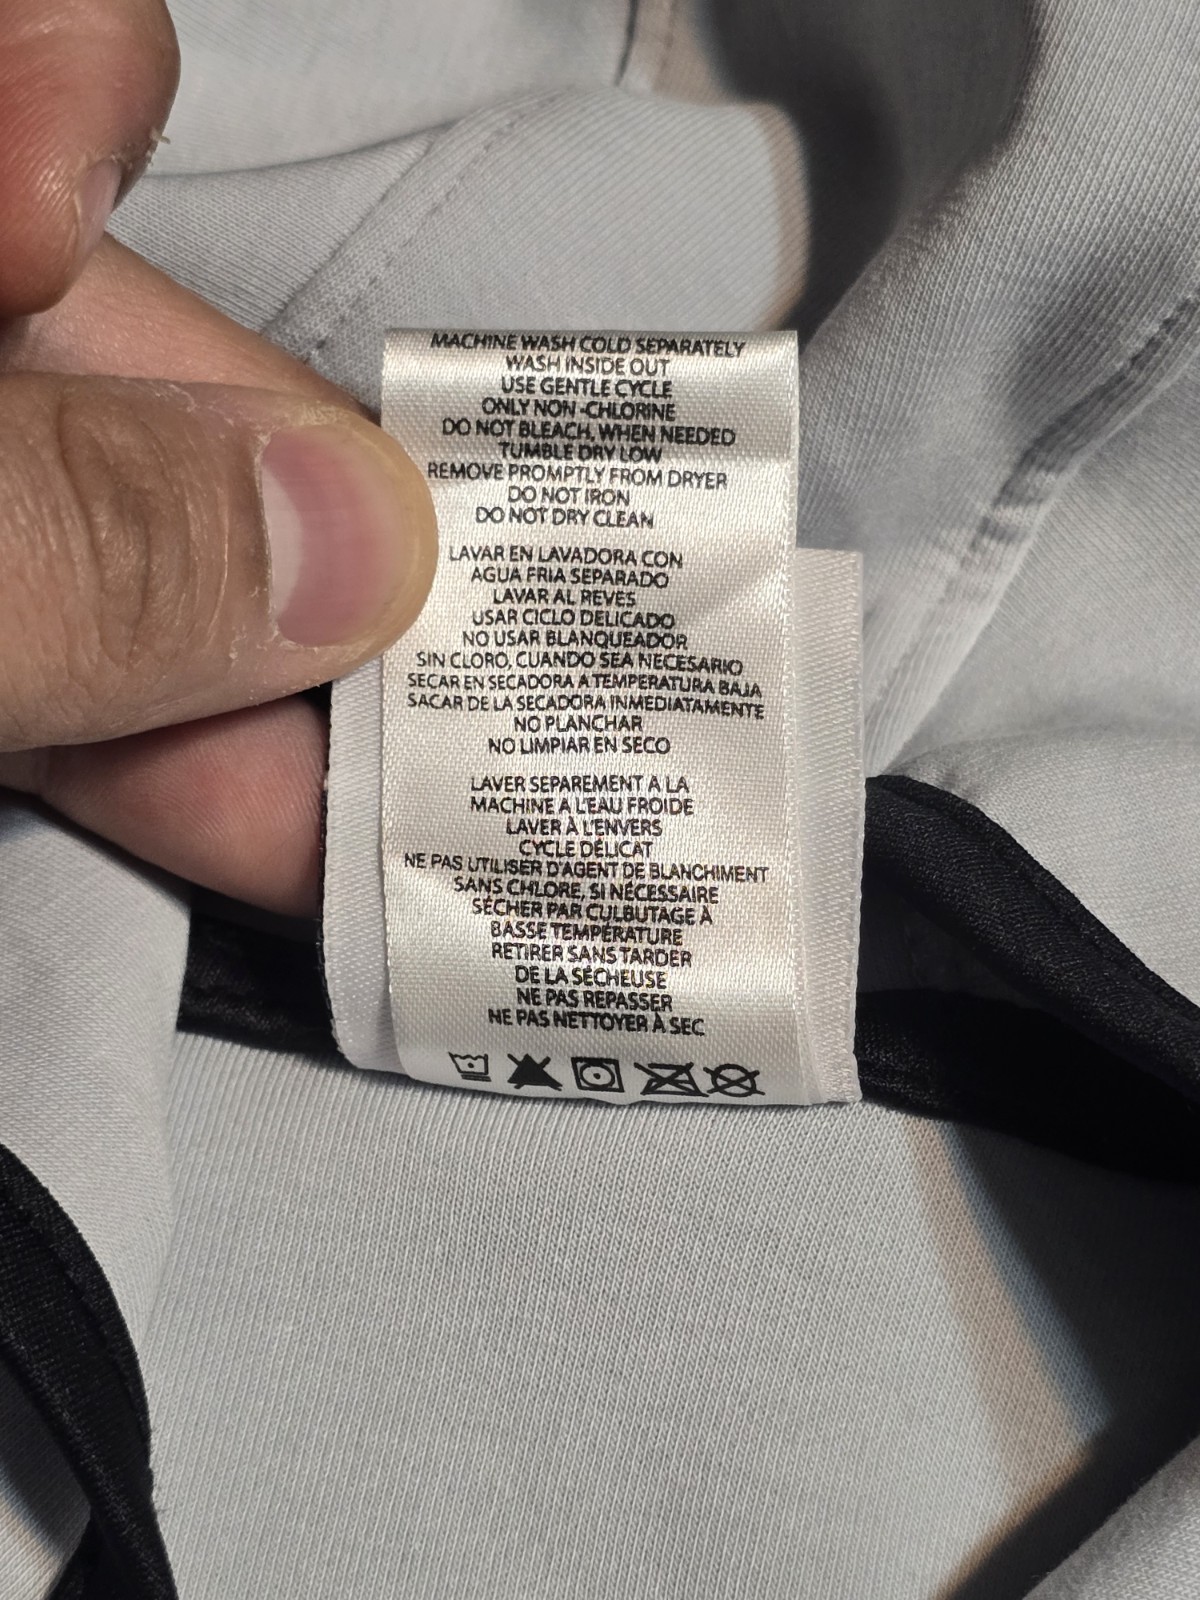 MACHINE WASH COLD SEPARATELY
WASH INSIDE OUT
USE GENTLE CYCLE
ONLY NON -CHLORINE
DO NOT BLEACH, WHEN NEEDED
TUMBLE DRY LOW
REMOVE PROMPTLY FROM DRYER
DO NOT IRON
DO NOT DRY CLEAN
LAVAR EN LAVADORA CON
AGUA FRIA SEPARADO
LAVAR AL REVES
USAR CICLO DELICADO
NO USAR BLANQUEADOR
SIN CLORO, CUANDO SEA NECESARIO
SECAR EN SECADORA A TEMPERATURA BAJA
SACAR DE LA SECADORA INMEDIATAMENTE
NO PLANCHAR
NO LIMPIAR EN SECO
LAVER SEPAREMENT A LA
MACHINE A L'EAU FROIDE
LAVER À L'ENVERS
CYCLE DÉLICAT
NE PAS UTILISER D'AGENT DE BLANCHIMENT
SANS CHLORE, SI NÉCESSAIRE
SÉCHER PAR CULBUTAGE À
BASSE TEMPÉRATURE
RETIRER SANS TARDER
DE LA SÉCHEUSE
NE PAS REPASSER
NE PAS NETTOYER À SEC